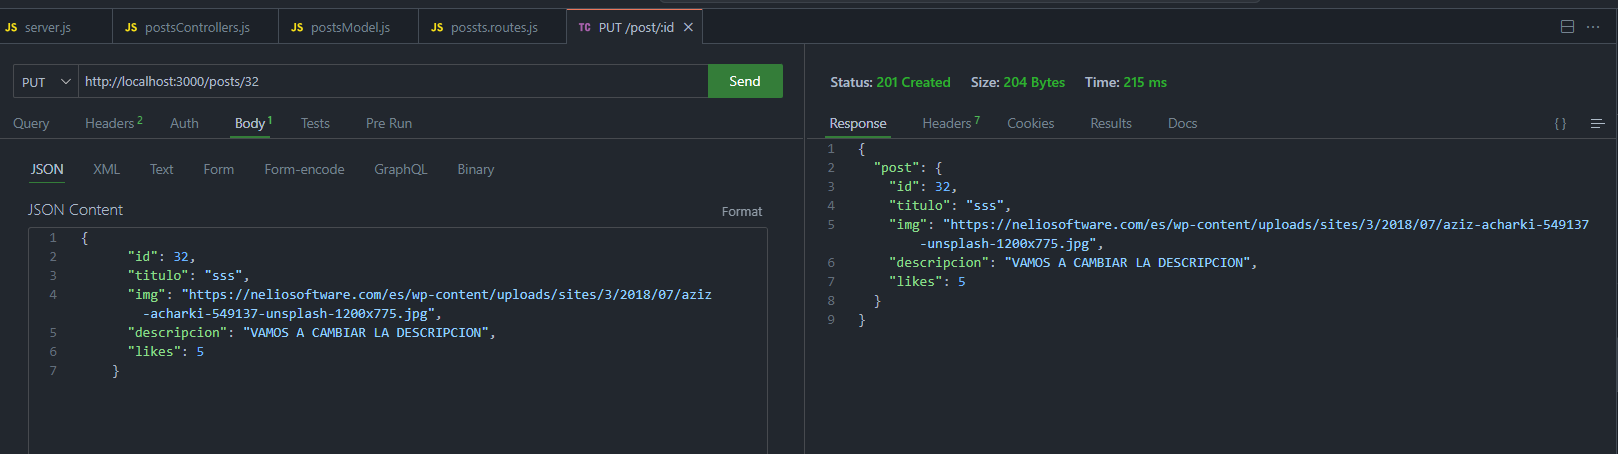 JS server.js JS postsControllers.js JS postsModel.js JS possts.routes.js TC PUT /post/:id
PUT http://localhost:3000/posts/32 Send
Query Headers 2 Auth Body 1 Tests Pre Run
JSON XML Text Form Form-encode GraphQL Binary
JSON Content Format
1 {
2 "id": 32,
3 "titulo": "sss",
4 "img": "https://neliosoftware.com/es/wp-content/uploads/sites/3/2018/07/aziz
-acharki-549137-unsplash-1200x775.jpg",
5 "descripcion": "VAMOS A CAMBIAR LA DESCRIPCION",
6 "likes": 5
7 }
Status: 201 Created Size: 204 Bytes Time: 215 ms
Response Headers 7 Cookies Results Docs { }
1 {
2 "post": {
3 "id": 32,
4 "titulo": "sss",
5 "img": "https://neliosoftware.com/es/wp-content/uploads/sites/3/2018/07/aziz-acharki-549137
-unsplash-1200x775.jpg",
6 "descripcion": "VAMOS A CAMBIAR LA DESCRIPCION",
7 "likes": 5
8 }
9 }